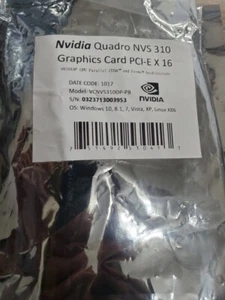 Nvidia Quadro NVS 310
Graphics Card PCI-E X 16
DATE CODE: 1017
Model:-VCNVS310DP-PB
S/N: 0323713003953
OS: Windows 10, 8.1, 7, Vista, XP, Linux X86
NVIDIA